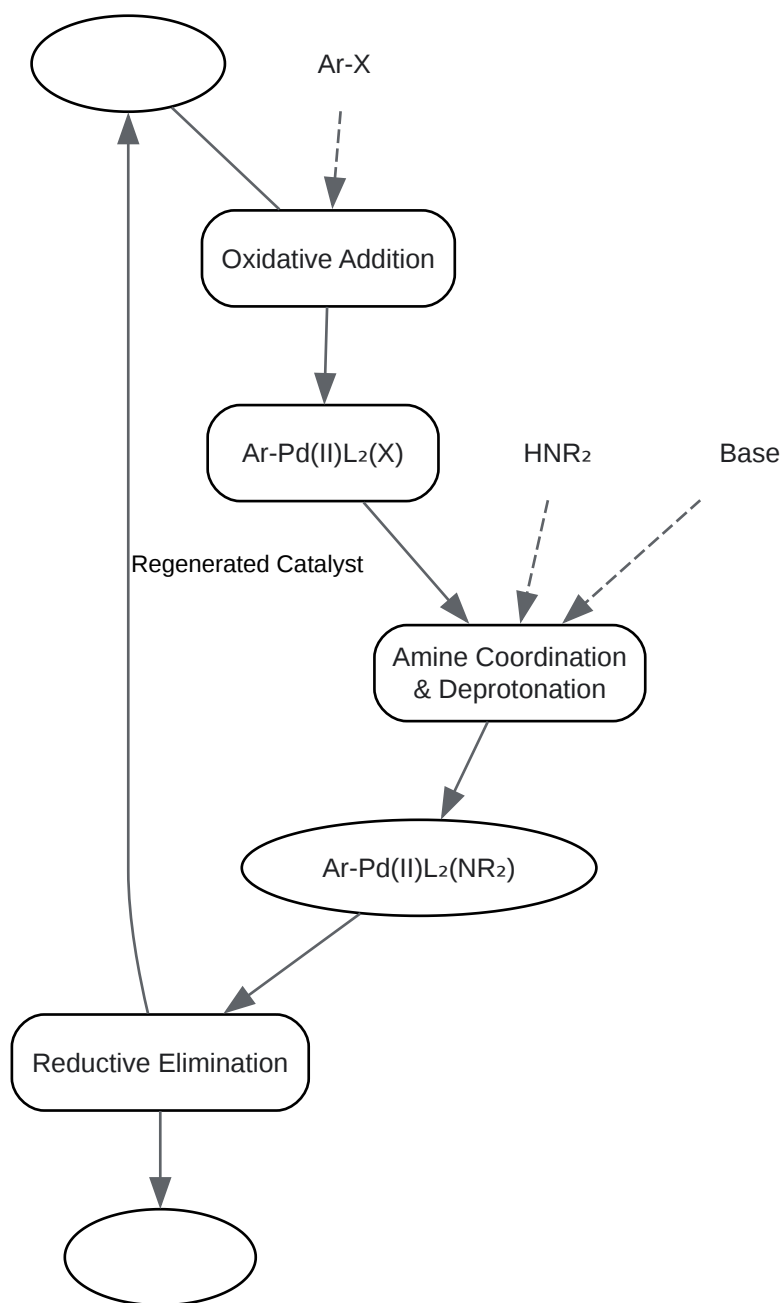 Ar-X
Oxidative Addition
Ar-Pd(II)L₂(X)
HNR₂
Base
Regenerated Catalyst
Amine Coordination
& Deprotonation
Ar-Pd(II)L₂(NR₂)
Reductive Elimination